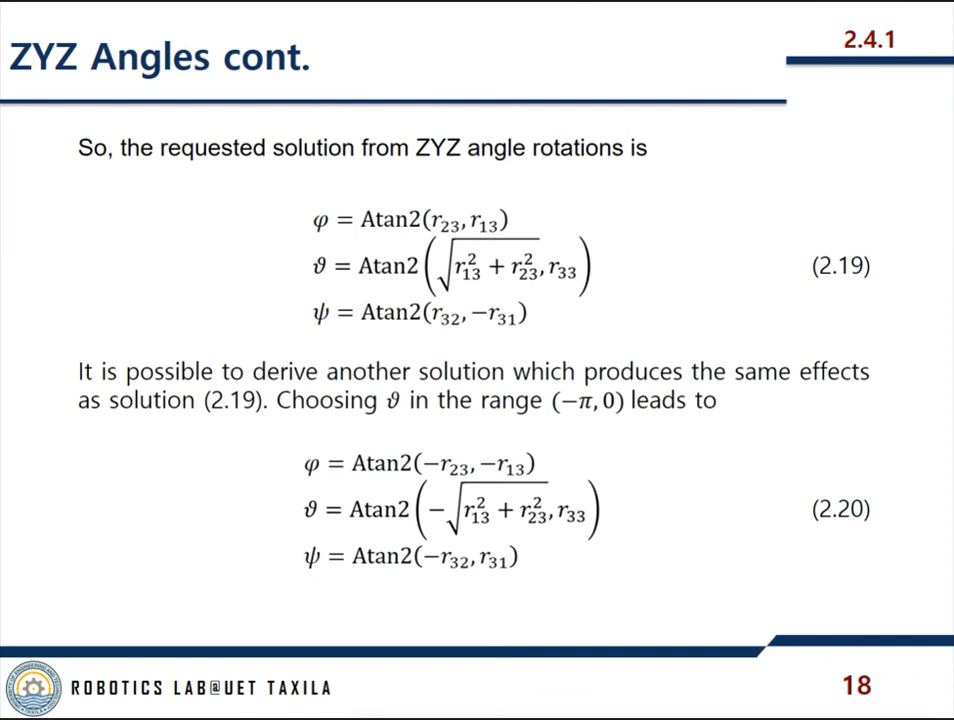 ZYZ Angles cont.
2.4.1
So, the requested solution from ZYZ angle rotations is
φ = Atan2(r₂₃, r₁₃)
ϑ = Atan2(√(r₁₃² + r₂₃²), r₃₃) (2.19)
ψ = Atan2(r₃₂, −r₃₁)
It is possible to derive another solution which produces the same effects
as solution (2.19). Choosing ϑ in the range (−π, 0) leads to
φ = Atan2(−r₂₃, −r₁₃)
ϑ = Atan2(−√(r₁₃² + r₂₃²), r₃₃) (2.20)
ψ = Atan2(−r₃₂, r₃₁)
ROBOTICS LAB@UET TAXILA
18